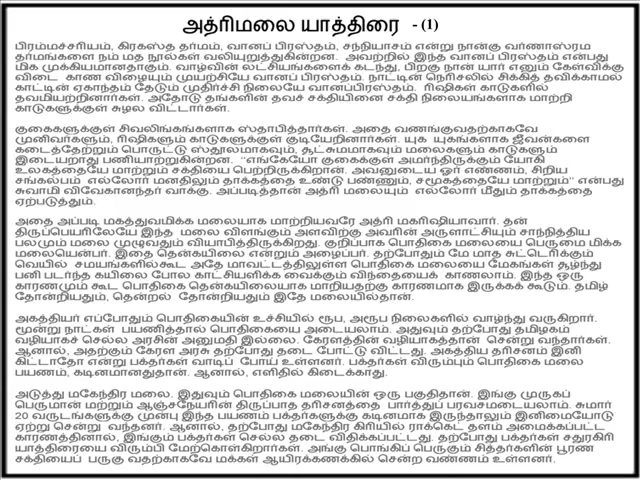 அத்ரிமலை யாத்திரை - (1)
பிரம்மச்சரியம், கிரகஸ்த தர்மம், வானப் பிரஸ்தம், சந்நியாசம் என்று நான்கு வர்ணாஸ்ரம
தர்மங்களை நம் மத நூல்கள் வலியுறுத்துகின்றன. அவற்றில் இந்த வானப் பிரஸ்தம் என்பது
மிக முக்கியமானதாகும். வாழ்வின் லட்சியங்களைக் கடந்து, பிறகு நான் யார் எனும் கேள்விக்கு
விடை காண விழையும் முயற்சியே வானப் பிரஸ்தம். நாட்டின் நெரிசலில் சிக்கித் தவிக்காமல்
காட்டின் ஏகாந்தம் தேடும் முதிர்ச்சி நிலையே வானப்பிரஸ்தம். ரிஷிகள் காடுகளில்
தவமியற்றினார்கள். அதோடு தங்களின் தவச் சக்தியினை சக்தி நிலையங்களாக மாற்றி
காடுகளுக்குள் சுழல விட்டார்கள்.
குகைகளுக்குள் சிவலிங்கங்களாக ஸ்தாபித்தார்கள். அதை வணங்குவதற்காகவே
முனிவர்களும், ரிஷிகளும் காடுகளுக்குள் குடியேறினார்கள். யுக யுகங்களாக ஜீவன்களை
கடைத்தேற்றும் பொருட்டு ஸ்தூலமாகவும், சூட்சுமமாகவும் மலைகளும் காடுகளும்
இடையறாது பணியாற்றுகின்றன. "எங்கேயோ குகைக்குள் அமர்ந்திருக்கும் யோகி
உலகத்தையே மாற்றும் சக்தியை பெற்றிருக்கிறான். அவனுடைய ஓர் எண்ணம், சிறிய
சங்கல்பம் எல்லோர் மனதிலும் தாக்கத்தை உண்டு பண்ணும், சமூகத்தையே மாற்றும்" என்பது
சுவாமி விவேகானந்தர் வாக்கு. அப்படித்தான் அத்ரி மலையும் எல்லோர் மீதும் தாக்கத்தை
ஏற்படுத்தும்.
அதை அப்படி மகத்துவமிக்க மலையாக மாற்றியவரே அத்ரி மகரிஷியாவார். தன்
திருப்பெயரிலேயே இந்த மலை விளங்கும் அளவிற்கு அவரின் அருளாட்சியும் சாந்நித்திய
பலமும் மலை முழுவதும் வியாபித்திருக்கிறது. குறிப்பாக பொதிகை மலையை பெருமை மிக்க
மலையென்பர். இதை தென்கயிலை என்றும் அழைப்பர். தற்போதும் மே மாத சுட்டெரிக்கும்
வெயில் சமயங்களில்கூட அதே மாவட்டத்திலுள்ள பொதிகை மலையை மேகங்கள் சூழ்ந்து
பனி படர்ந்த கயிலை போல காட்சியளிக்க வைக்கும் விந்தையைக் காணலாம். இந்த ஒரு
காரணமும் கூட பொதிகை தென்கயிலையாக மாறியதற்கு காரணமாக இருக்கக் கூடும். தமிழ்
தோன்றியதும், தென்றல் தோன்றியதும் இதே மலையில்தான்.
அகத்தியர் எப்போதும் பொதிகையின் உச்சியில் ரூப, அரூப நிலைகளில் வாழ்ந்து வருகிறார்.
மூன்று நாட்கள் பயணித்தால் பொதிகையை அடையலாம். அதுவும் தற்போது தமிழகம்
வழியாகச் செல்ல அரசின் அனுமதி இல்லை. கேரளத்தின் வழியாகத்தான் சென்று வந்தார்கள்.
ஆனால், அதற்கும் கேரள அரசு தற்போது தடை போட்டு விட்டது. அகத்திய தரிசனம் இனி
கிட்டாதோ என்று பக்தர்கள் வாடிப் போய் உள்ளனர். பக்தர்கள் விரும்பும் பொதிகை மலை
பயணம், கடினமானதுதான். ஆனால், எளிதில் கிடைக்காது.
அடுத்து மகேந்திர மலை. இதுவும் பொதிகை மலையின் ஒரு பகுதிதான். இங்கு முருகப்
பெருமான் மற்றும் ஆஞ்சநேயரின் திருப்பாத தரிசனத்தை பார்த்துப் பரவசமடையலாம். சுமார்
20 வருடங்களுக்கு முன்பு இந்த பயணம் பக்தர்களுக்கு கடினமாக இருந்தாலும் இனிமையோடு
ஏற்று சென்று வந்தனர். ஆனால், தற்போது மகேந்திர கிரியில் ராக்கெட் தளம் அமைக்கப்பட்ட
காரணத்தினால், இங்கும் பக்தர்கள் செல்ல தடை விதிக்கப்பட்டது. தற்போது பக்தர்கள் சதுரகிரி
யாத்திரையை விரும்பி மேற்கொள்கிறார்கள். அங்கு பொங்கிப் பெருகும் சித்தர்களின் பூரண
சக்தியைப் பருகு வதற்காகவே மக்கள் ஆயிரக்கணக்கில் சென்ற வண்ணம் உள்ளனர்.